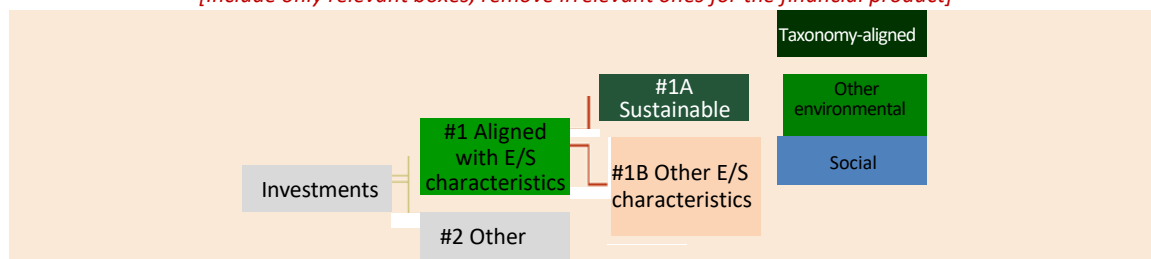 [include only relevant boxes, remove irrelevant ones for the financial product]
Taxonomy-aligned
#1A
Sustainable
Other
environmental
#1 Aligned
with E/S
characteristics
Social
#1B Other E/S
characteristics
Investments
#2 Other